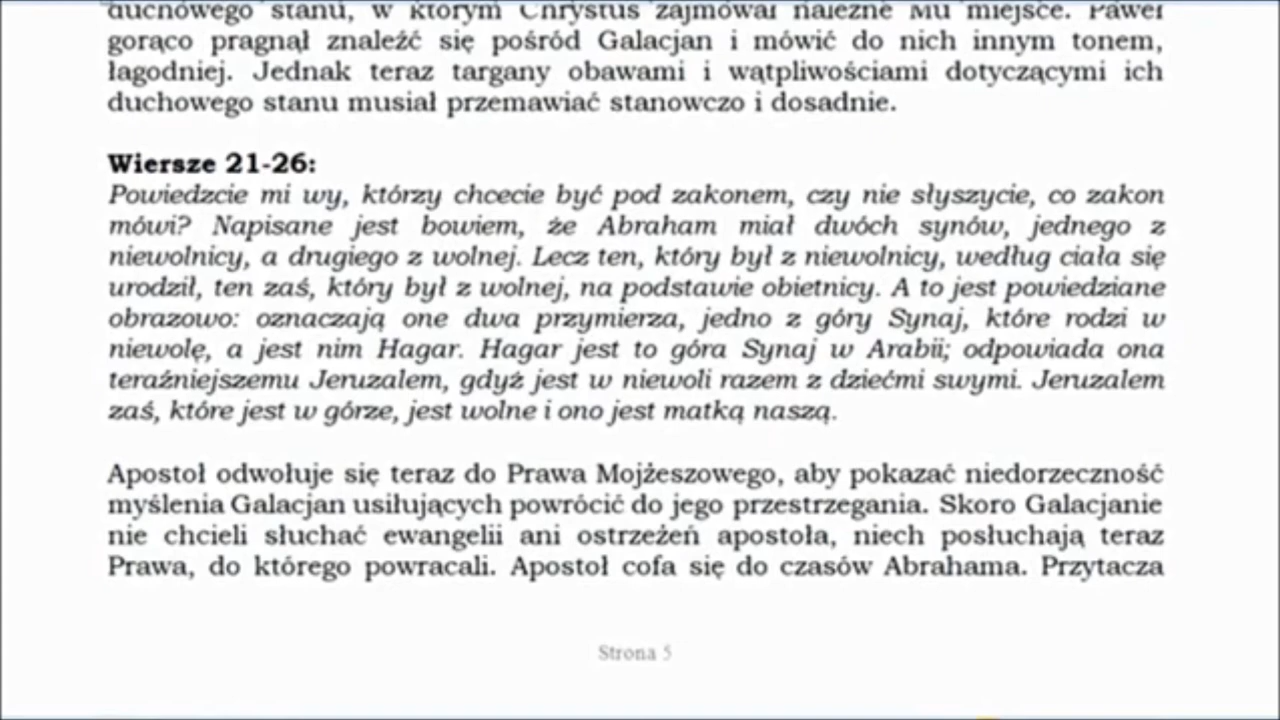 duchowego stanu, w którym Chrystus zajmował należne Mu miejsce. Paweł
gorąco pragnął znaleźć się pośród Galacjan i mówić do nich innym tonem,
łagodniej. Jednak teraz targany obawami i wątpliwościami dotyczącymi ich
duchowego stanu musiał przemawiać stanowczo i dosadnie.
Wiersze 21-26:
Powiedzcie mi wy, którzy chcecie być pod zakonem, czy nie słyszycie, co zakon
mówi? Napisane jest bowiem, że Abraham miał dwóch synów, jednego z
niewolnicy, a drugiego z wolnej. Lecz ten, który był z niewolnicy, według ciała się
urodził, ten zaś, który był z wolnej, na podstawie obietnicy. A to jest powiedziane
obrazowo: oznaczają one dwa przymierza, jedno z góry Synaj, które rodzi w
niewolę, a jest nim Hagar. Hagar jest to góra Synaj w Arabii; odpowiada ona
teraźniejszemu Jeruzalem, gdyż jest w niewoli razem z dziećmi swymi. Jeruzalem
zaś, które jest w górze, jest wolne i ono jest matką naszą.
Apostoł odwołuje się teraz do Prawa Mojżeszowego, aby pokazać niedorzeczność
myślenia Galacjan usiłujących powrócić do jego przestrzegania. Skoro Galacjanie
nie chcieli słuchać ewangelii ani ostrzeżeń apostoła, niech posłuchają teraz
Prawa, do którego powracali. Apostoł cofa się do czasów Abrahama. Przytacza
Strona 5